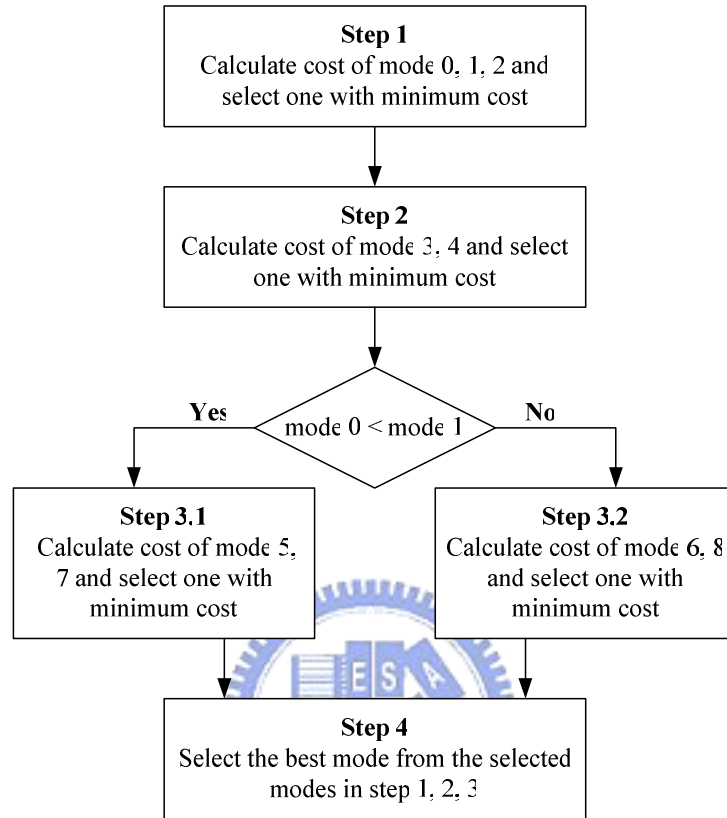 Step 1
Calculate cost of mode 0, 1, 2 and
select one with minimum cost
Step 2
Calculate cost of mode 3, 4 and select
one with minimum cost
Yes
mode 0 < mode 1
No
Step 3.1
Calculate cost of mode 5,
7 and select one with
minimum cost
Step 3.2
Calculate cost of mode 6, 8
and select one with
minimum cost
E S A
Step 4
Select the best mode from the selected
modes in step 1, 2, 3